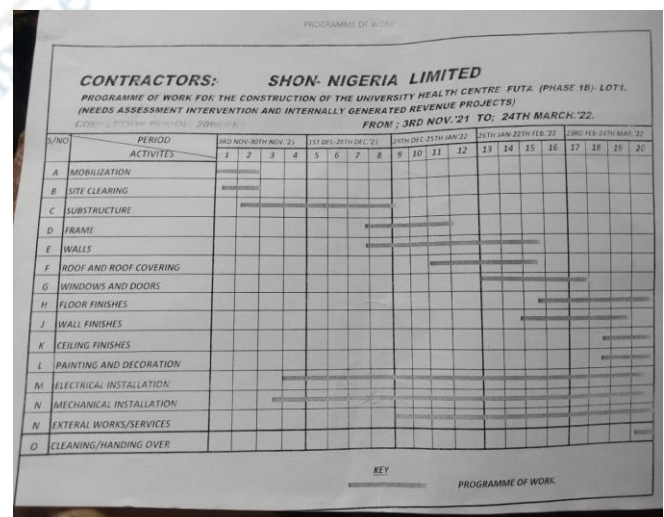 PROGRAMME OF WORK
CONTRACTORS: SHON- NIGERIA LIMITED
PROGRAMME OF WORK FOR THE CONSTRUCTION OF THE UNIVERSITY HEALTH CENTRE FUTA (PHASE 1B)- LOT1.
(NEEDS ASSESSMENT INTERVENTION AND INTERNALLY GENERATED REVENUE PROJECTS)
FROM ; 3RD NOV.'21 TO; 24TH MARCH.'22.
S/NO PERIOD 3RD NOV-30TH NOV.'21 1ST DEC-28TH DEC.'21 29TH DEC-25TH JAN'22 26TH JAN-22TH FEB.'22 23RD FEB-24TH MAR.'22
ACTIVITES 1 2 3 4 5 6 7 8 9 10 11 12 13 14 15 16 17 18 19 20
A MOBILIZATION
B SITE CLEARING
C SUBSTRUCTURE
D FRAME
E WALLS
F ROOF AND ROOF COVERING
G WINDOWS AND DOORS
H FLOOR FINISHES
J WALL FINISHES
K CEILING FINISHES
L PAINTING AND DECORATION
M ELECTRICAL INSTALLATION
N MECHANICAL INSTALLATION
N EXTERAL WORKS/SERVICES
O CLEANING/HANDING OVER
KEY
PROGRAMME OF WORK.